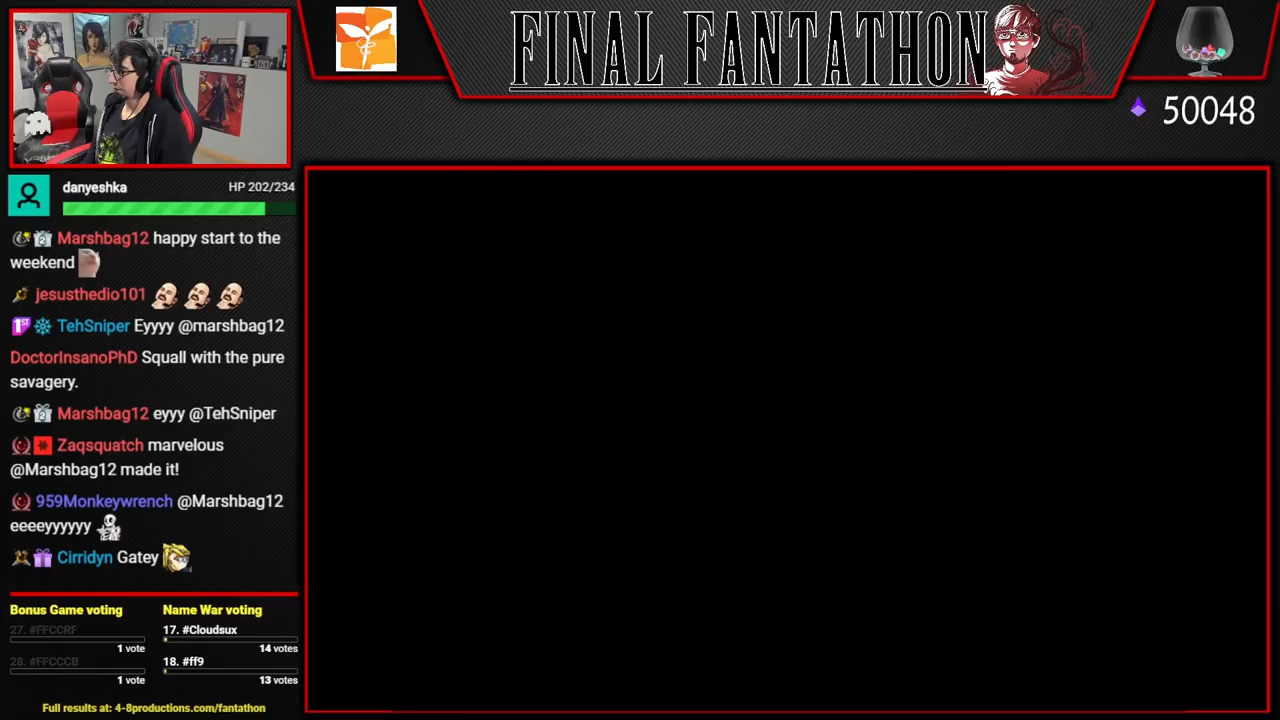 FINAL FANTATHON
50048
danyeshka HP 202/234
Marshbag12 happy start to the
weekend
jesusthedio101
1ST TehSniper Eyyyy @marshbag12
DoctorInsanoPhD Squall with the pure
savagery.
2 Marshbag12 eyyy @TehSniper
Zaqsquatch marvelous
@Marshbag12 made it!
959Monkeywrench @Marshbag12
eeeeyyyyyy
Cirridyn Gatey
Bonus Game voting
27. #FFCCRF
1 vote
28. #FFCCCB
1 vote
Name War voting
17. #Cloudsux
14 votes
18. #ff9
13 votes
Full results at: 4-8productions.com/fantathon